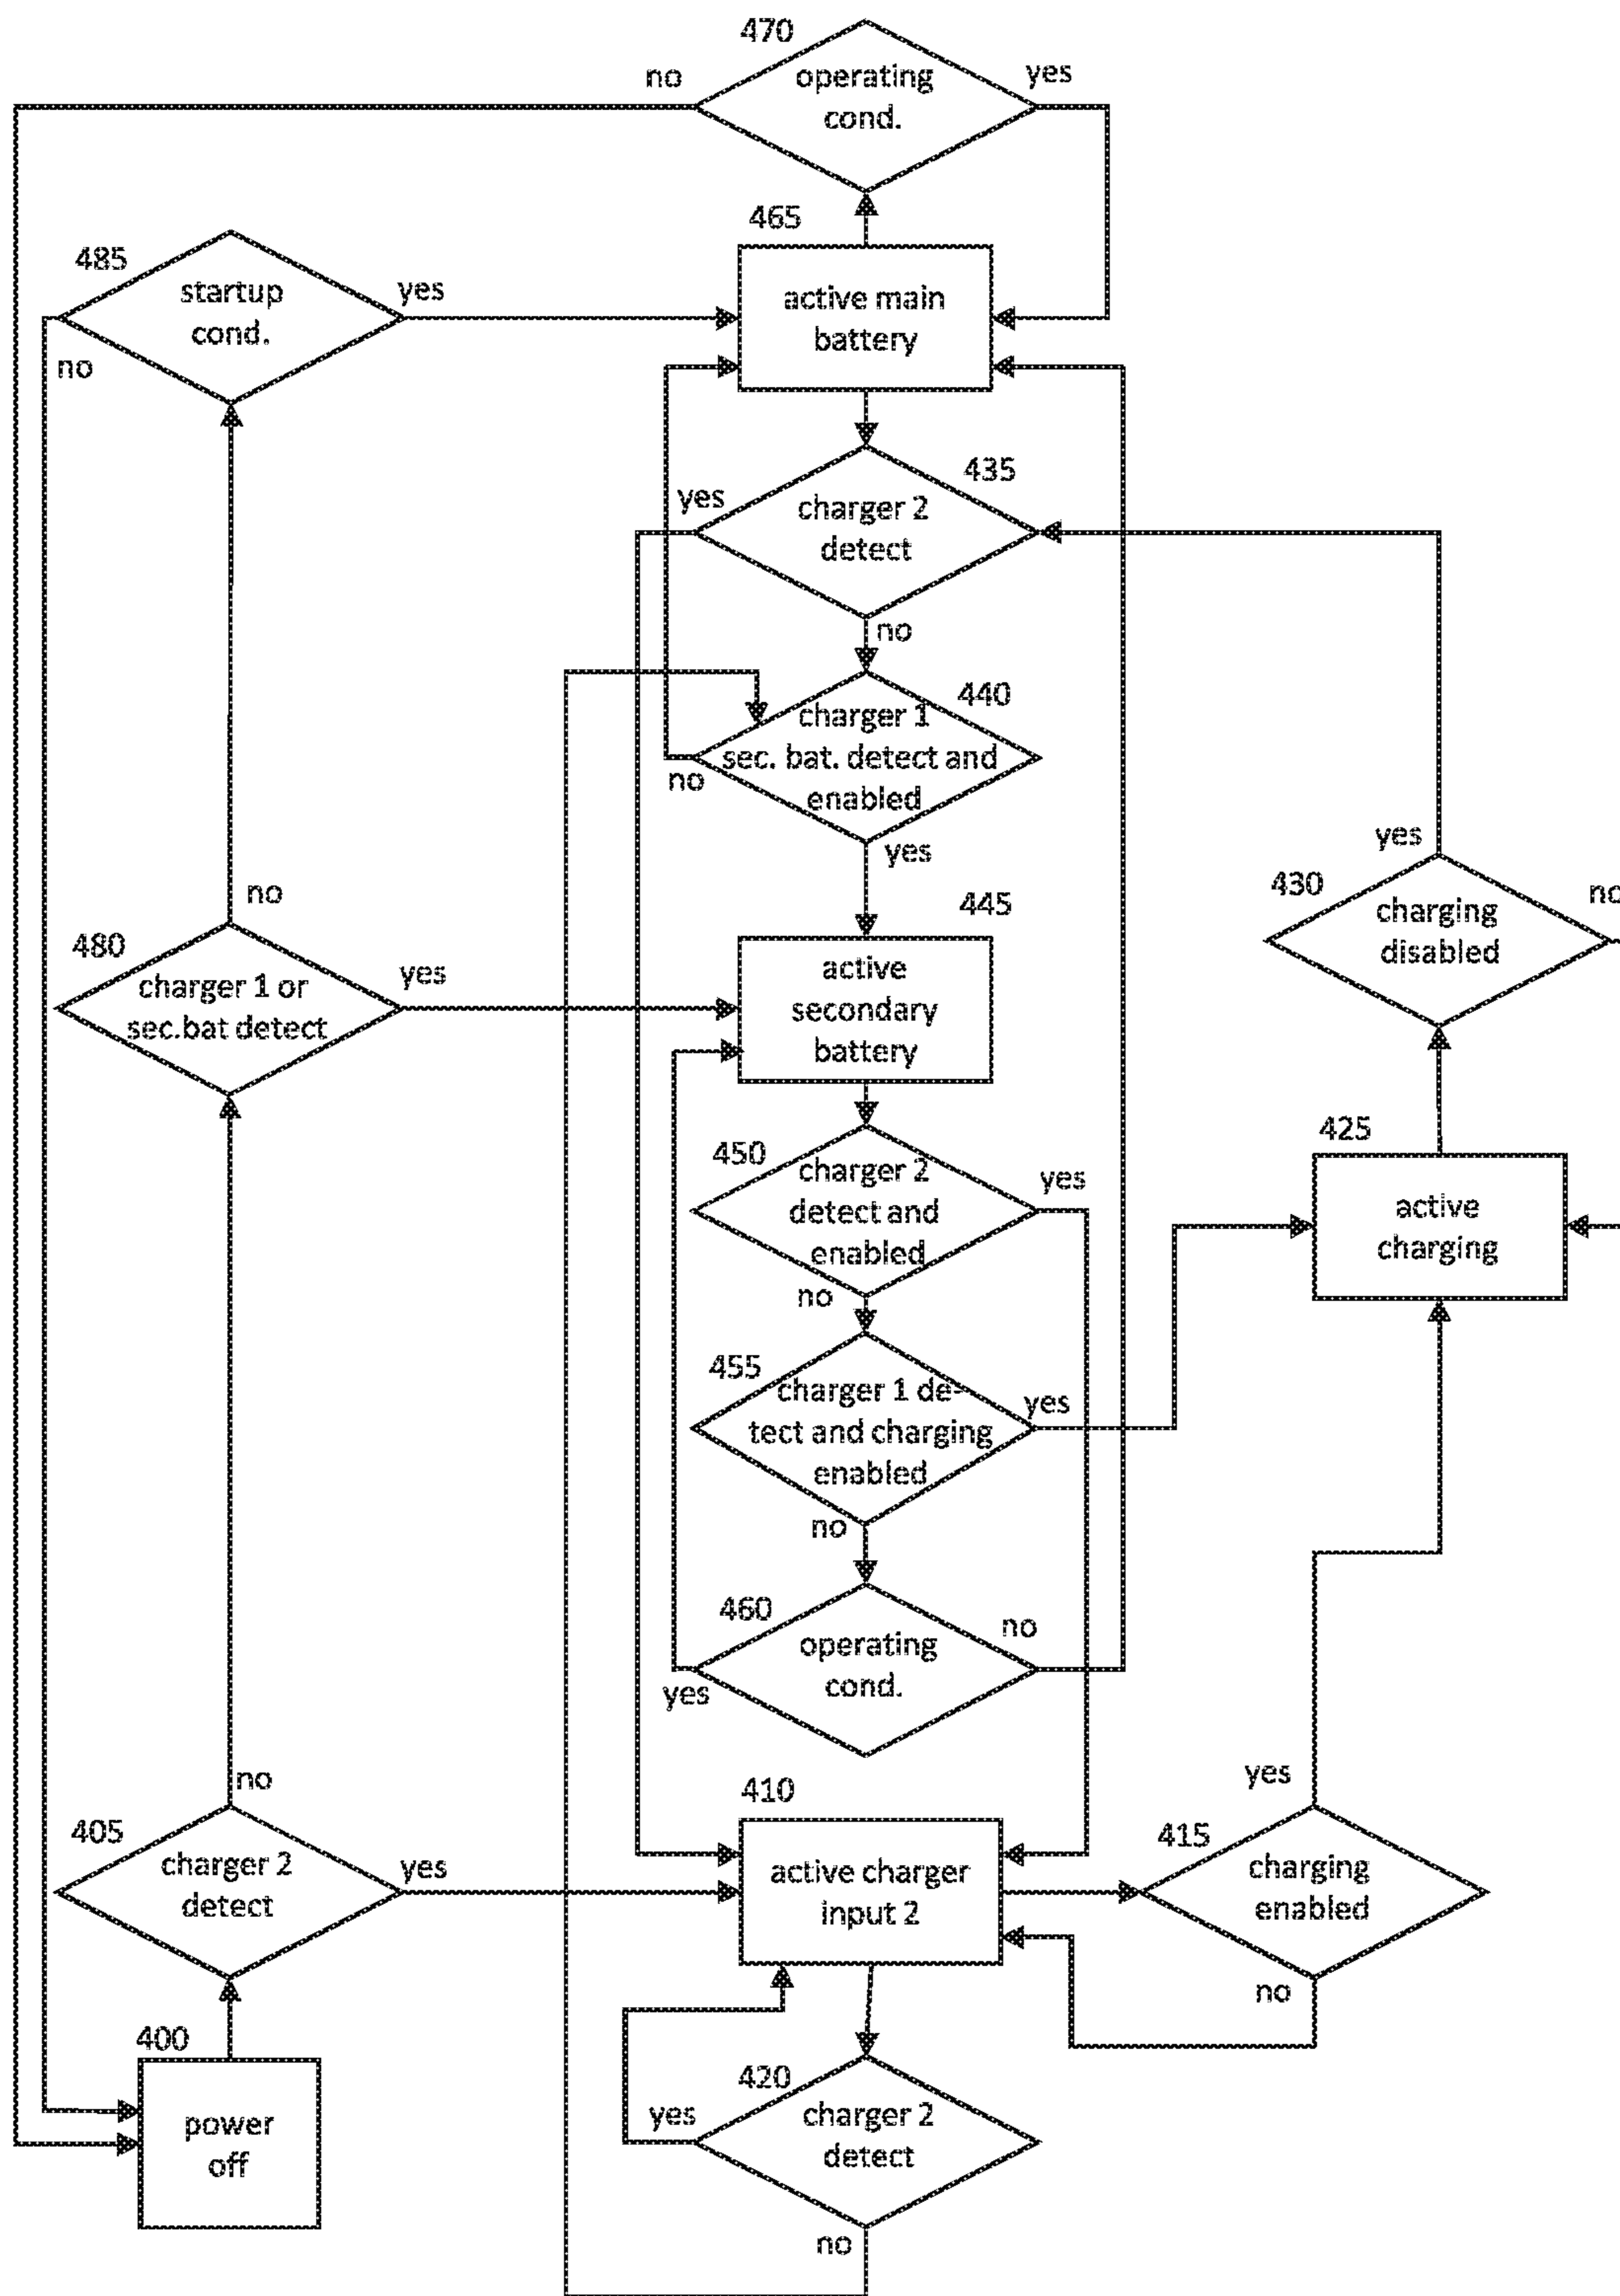 470
no
operating
yes
cond.
465
485
startup
yes
active main
cond.
battery
no
435
yes
charger 2
detect
no
440
charger 1
sec. bat. detect and
no
enabled
yes
430
yes
no
charging
disabled
no
445
480
yes
active
charger 1 or
secondary
sec.bat detect
battery
425
450
charger 2
yes
detect and
active
enabled
charging
no
455
charger 1 de-
yes
tect and charging
enabled
no
460
no
operating
cond.
yes
no
410
yes
405
415
charger 2
yes
active charger
charging
detect
input 2
enabled
no
400
420
yes
charger 2
power
detect
off
no